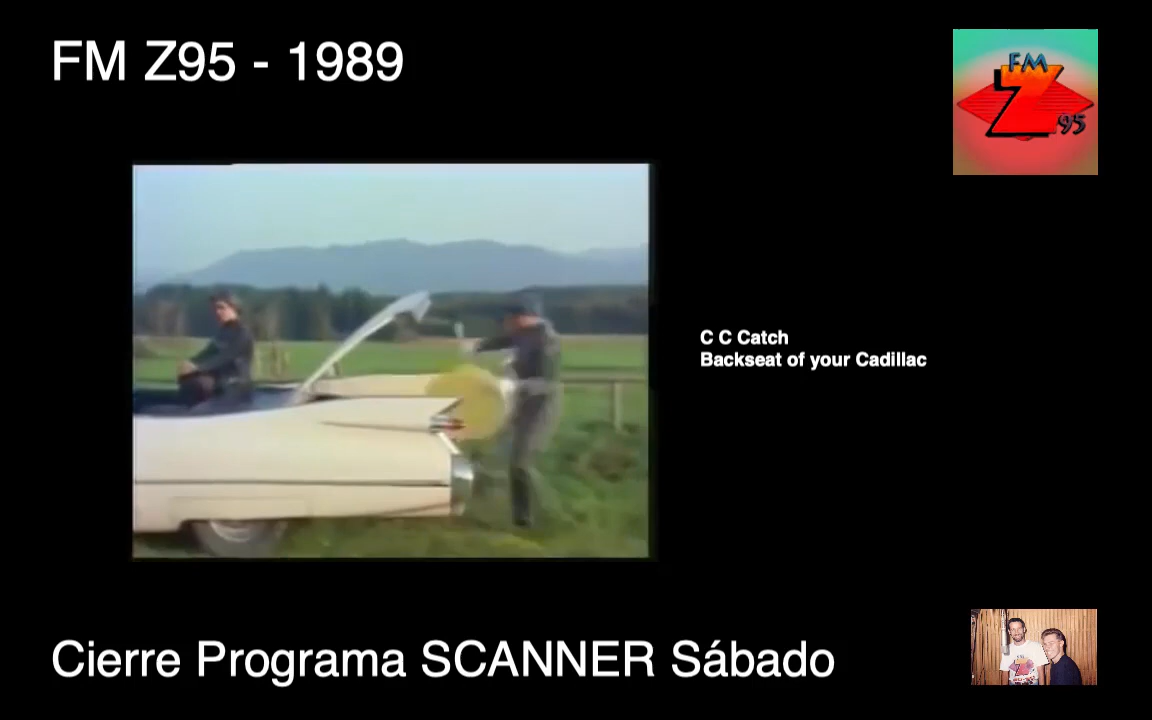 FM Z95 - 1989
FM
Z
95
C C Catch
Backseat of your Cadillac
Cierre Programa SCANNER Sábado